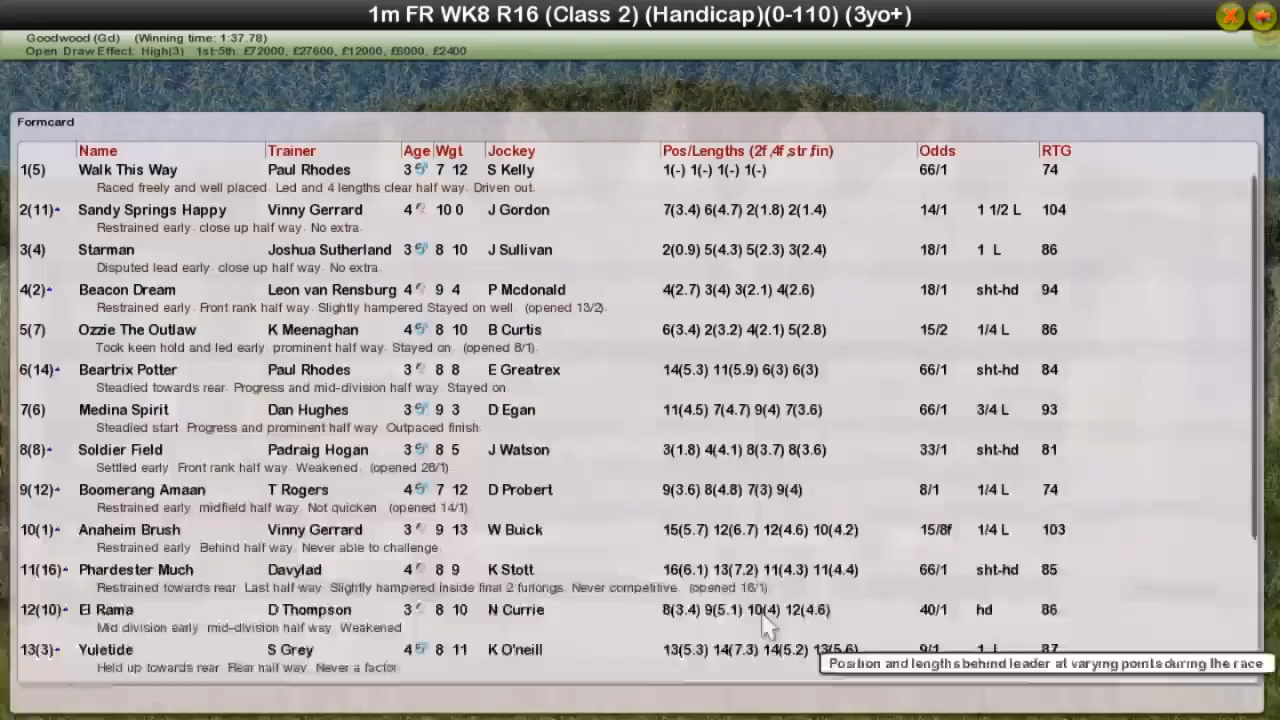 1m FR WK8 R16 (Class 2) (Handicap)(0-110) (3yo+)
Goodwood (Gd) (Winning time: 1:37.78)
Open Draw Effect: High(3) 1st-5th: £72000, £27600, £12000, £6000, £2400
Formcard
Name Trainer Age Wgt Jockey Pos/Lengths (2f,4f,str,fin) Odds RTG
1(5) Walk This Way Paul Rhodes 3 7 12 S Kelly 1(-) 1(-) 1(-) 1(-) 66/1 74
Raced freely and well placed. Led and 4 lengths clear half way. Driven out.
2(11) Sandy Springs Happy Vinny Gerrard 4 10 0 J Gordon 7(3.4) 6(4.7) 2(1.8) 2(1.4) 14/1 1 1/2 L 104
Restrained early. close up half way. No extra.
3(4) Starman Joshua Sutherland 3 8 10 J Sullivan 2(0.9) 5(4.3) 5(2.3) 3(2.4) 18/1 1 L 86
Disputed lead early. close up half way. No extra.
4(2) Beacon Dream Leon van Rensburg 4 9 4 P Mcdonald 4(2.7) 3(4) 3(2.1) 4(2.6) 18/1 sht-hd 94
Restrained early. Front rank half way. Slightly hampered Stayed on well (opened 13/2).
5(7) Ozzie The Outlaw K Meenaghan 4 8 10 B Curtis 6(3.4) 2(3.2) 4(2.1) 5(2.8) 15/2 1/4 L 86
Took keen hold and led early. prominent half way. Stayed on. (opened 8/1).
6(14) Beartrix Potter Paul Rhodes 3 8 8 E Greatrex 14(5.3) 11(5.9) 6(3) 6(3) 66/1 sht-hd 84
Steadied towards rear. Progress and mid-division half way. Stayed on.
7(6) Medina Spirit Dan Hughes 3 9 3 D Egan 11(4.5) 7(4.7) 9(4) 7(3.6) 66/1 3/4 L 93
Steadied start. Progress and prominent half way. Outpaced finish.
8(8) Soldier Field Padraig Hogan 3 8 5 J Watson 3(1.8) 4(4.1) 8(3.7) 8(3.6) 33/1 sht-hd 81
Settled early. Front rank half way. Weakened. (opened 28/1).
9(12) Boomerang Amaan T Rogers 4 7 12 D Probert 9(3.6) 8(4.8) 7(3) 9(4) 8/1 1/4 L 74
Restrained early. midfield half way. Not quicken. (opened 14/1).
10(1) Anaheim Brush Vinny Gerrard 3 9 13 W Buick 15(5.7) 12(6.7) 12(4.6) 10(4.2) 15/8f 1/4 L 103
Restrained early. Behind half way. Never able to challenge.
11(16) Phardester Much Davylad 4 8 9 K Stott 16(6.1) 13(7.2) 11(4.3) 11(4.4) 66/1 sht-hd 85
Restrained towards rear. Last half way. Slightly hampered inside final 2 furlongs. Never competitive. (opened 16/1).
12(10) El Rama D Thompson 3 8 10 N Currie 8(3.4) 9(5.1) 10(4) 12(4.6) 40/1 hd 86
Mid division early. mid-division half way. Weakened.
13(3) Yuletide S Grey 4 8 11 K O'neill 13(5.3) 14(7.3) 14(5.2) 13(5.6) 9/1 1 L 87
Held up towards rear. Rear half way. Never a factor.
Position and lengths behind leader at varying points during the race